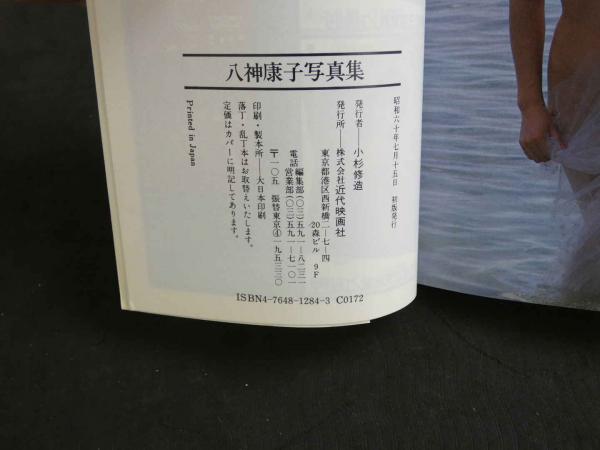 八神康子写真集
昭和六十年七月十五日　初版発行
発行者――小杉修造
発行所――株式会社近代映画社
東京都港区西新橋二―七―四
20森ビル　9F
電話
編集部(〇三)五九一―八二三一
営業部(〇三)五九一―七一〇一
〒一〇五　振替東京④一九五三三〇
印刷・製本所――大日本印刷
落丁・乱丁本はお取替えいたします。
定価はカバーに明記してあります。
Printed in Japan
ISBN4-7648-1284-3 C0172